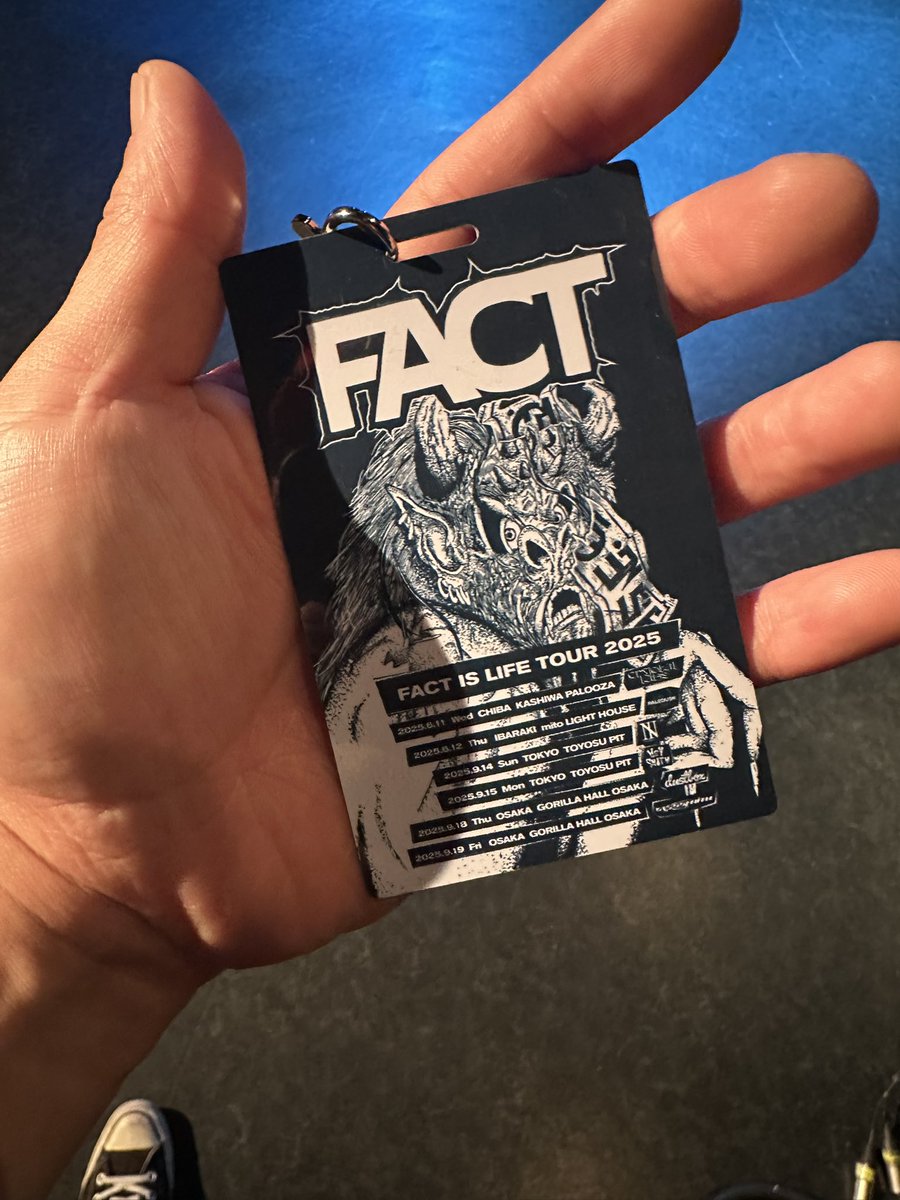 FACT
FACT IS LIFE TOUR 2025
2025.6.11 Wed CHIBA KASHIWA PALOOZA
2025.6.12 Thu IBARAKI mito LIGHT HOUSE
2025.9.14 Sun TOKYO TOYOSU PIT
2025.9.15 Mon TOKYO TOYOSU PIT
2025.9.18 Thu OSAKA GORILLA HALL OSAKA
2025.9.19 Fri OSAKA GORILLA HALL OSAKA